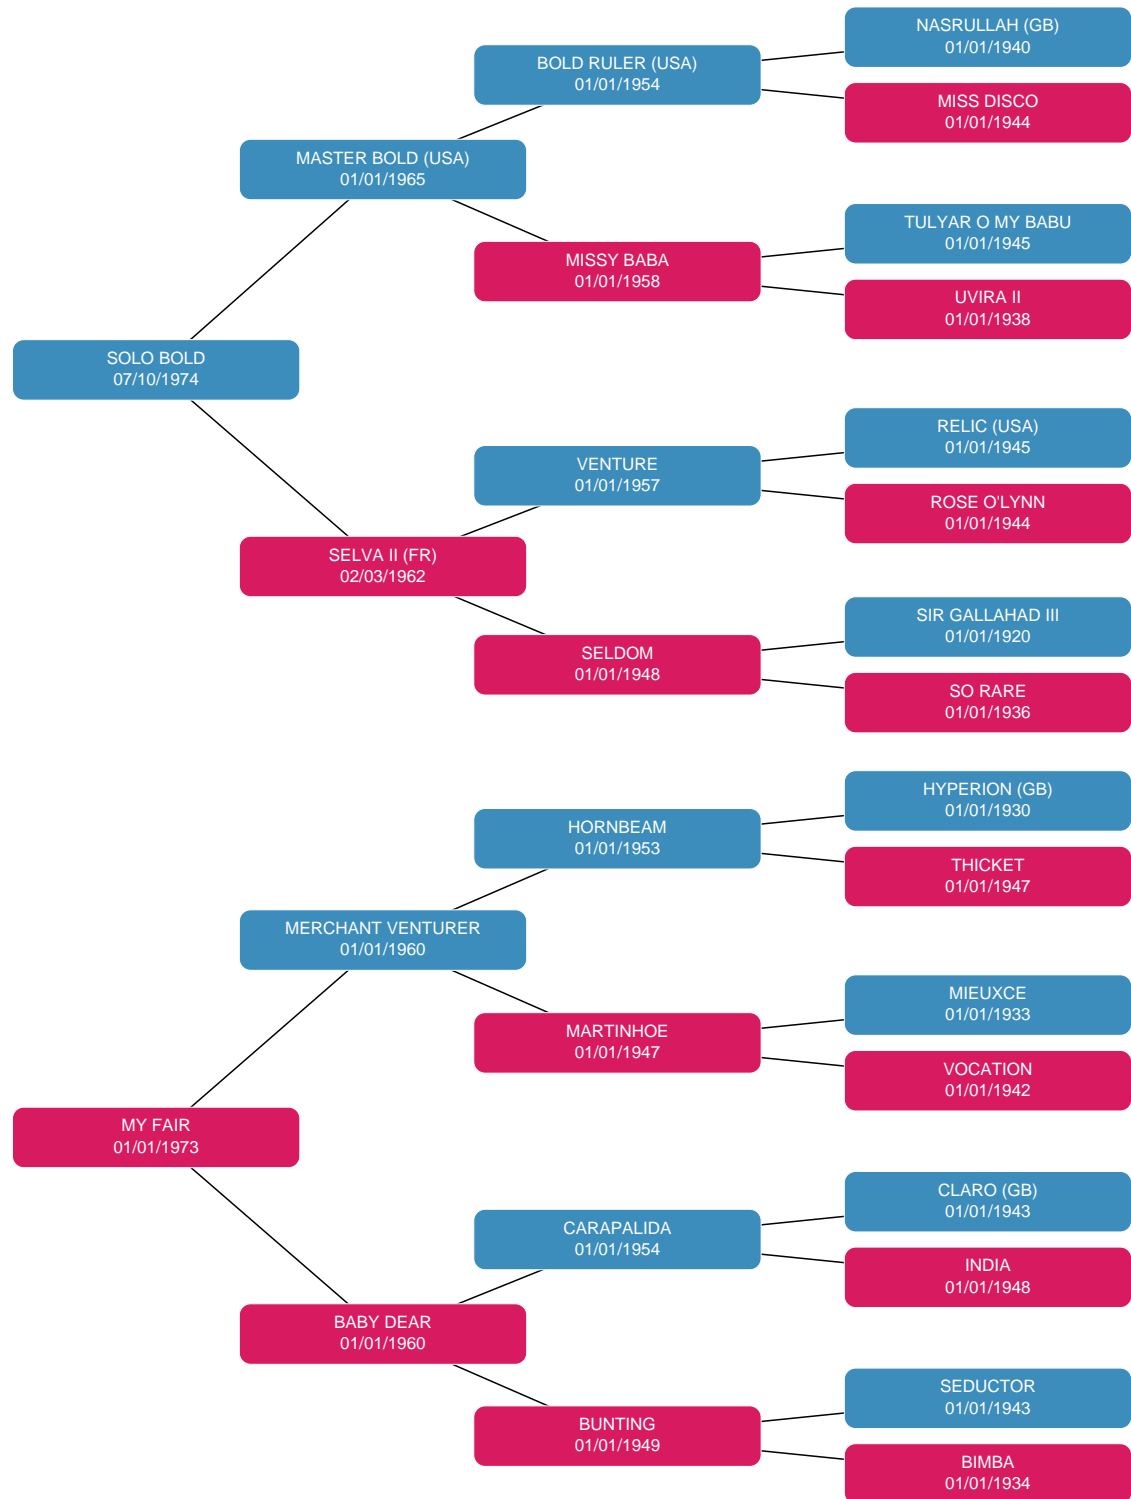 NASRULLAH (GB)
01/01/1940
BOLD RULER (USA)
01/01/1954
MISS DISCO
01/01/1944
MASTER BOLD (USA)
01/01/1965
TULYAR O MY BABU
01/01/1945
MISSY BABA
01/01/1958
UVIRA II
01/01/1938
SOLO BOLD
07/10/1974
RELIC (USA)
01/01/1945
VENTURE
01/01/1957
ROSE O'LYNN
01/01/1944
SELVA II (FR)
02/03/1962
SIR GALLAHAD III
01/01/1920
SELDOM
01/01/1948
SO RARE
01/01/1936
HYPERION (GB)
01/01/1930
HORNBEAM
01/01/1953
THICKET
01/01/1947
MERCHANT VENTURER
01/01/1960
MIEUXCE
01/01/1933
MARTINHOE
01/01/1947
VOCATION
01/01/1942
MY FAIR
01/01/1973
CLARO (GB)
01/01/1943
CARAPALIDA
01/01/1954
INDIA
01/01/1948
BABY DEAR
01/01/1960
SEDUCTOR
01/01/1943
BUNTING
01/01/1949
BIMBA
01/01/1934